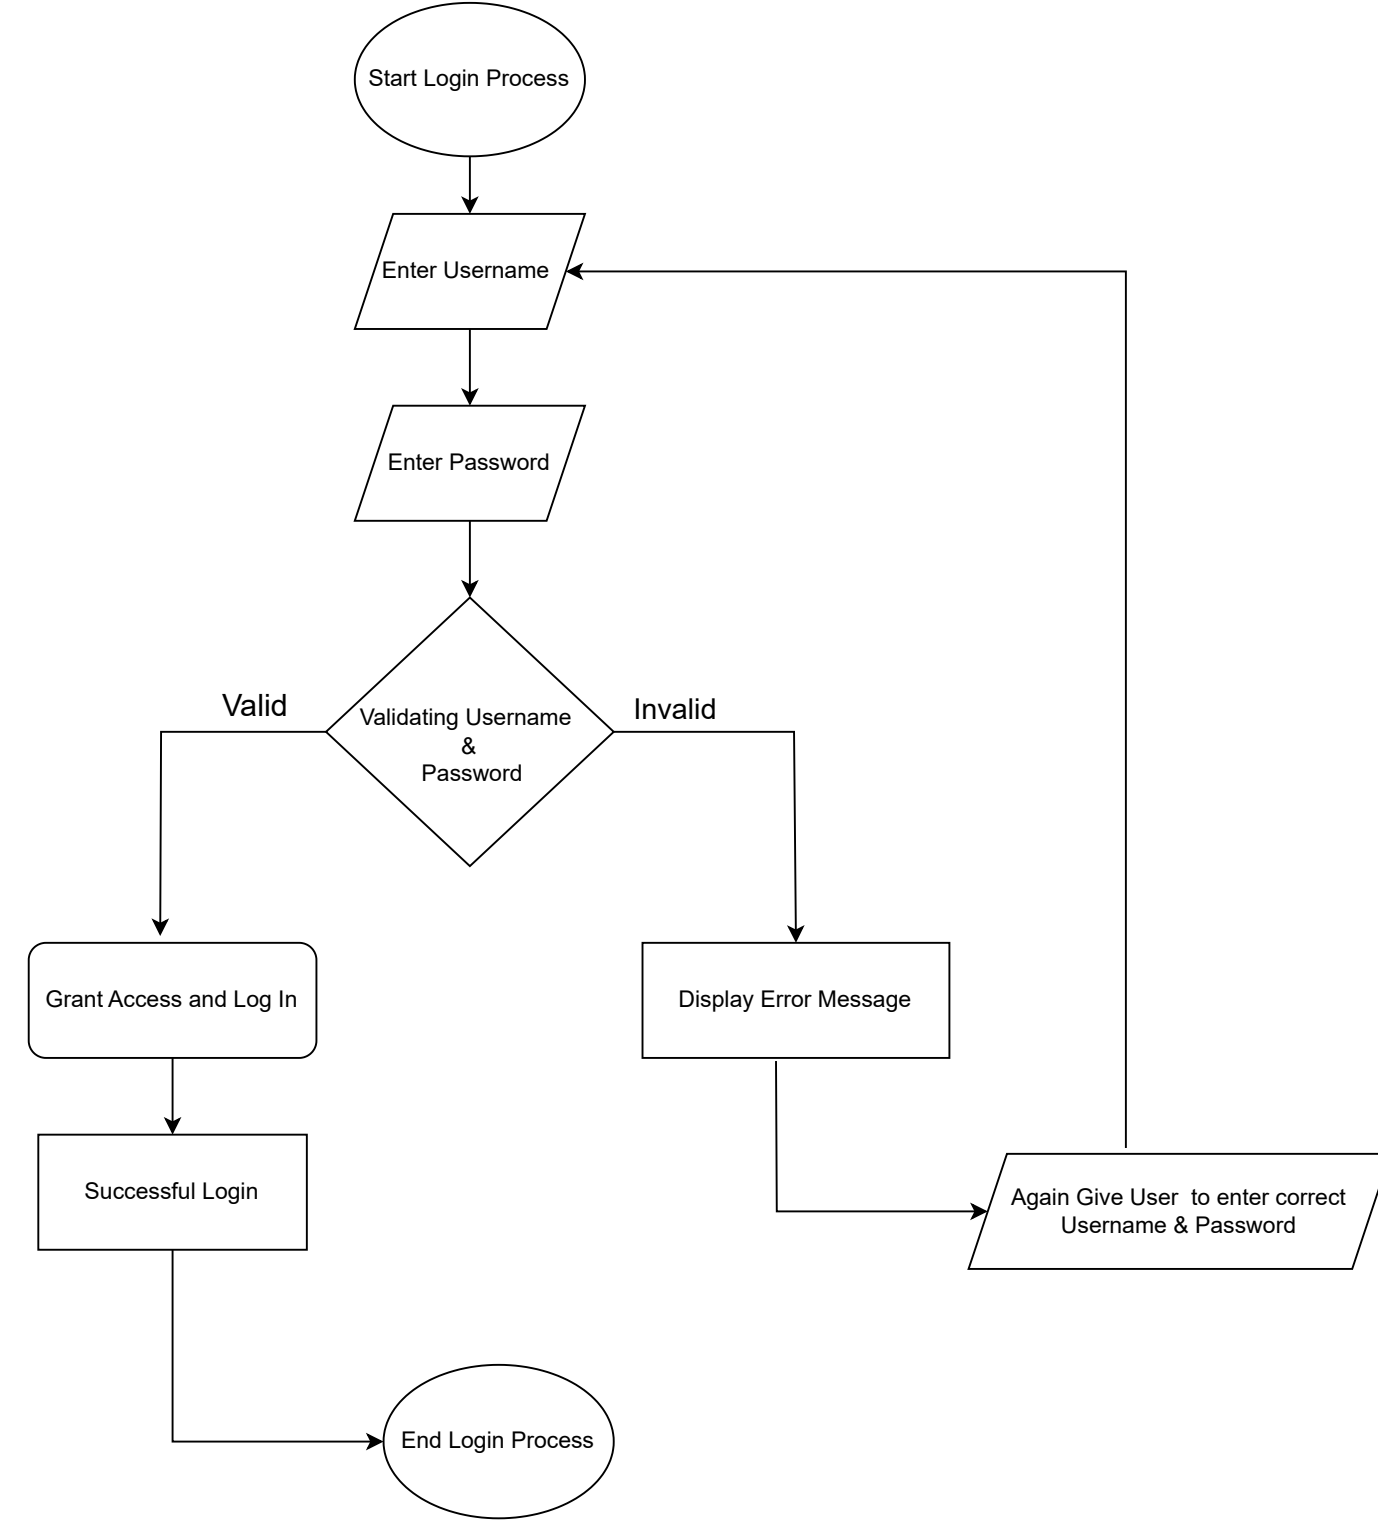 Start Login Process
Enter Username
Enter Password
Valid
Invalid
Validating Username
&
Password
Grant Access and Log In
Display Error Message
Successful Login
Again Give User  to enter correct
Username & Password
End Login Process